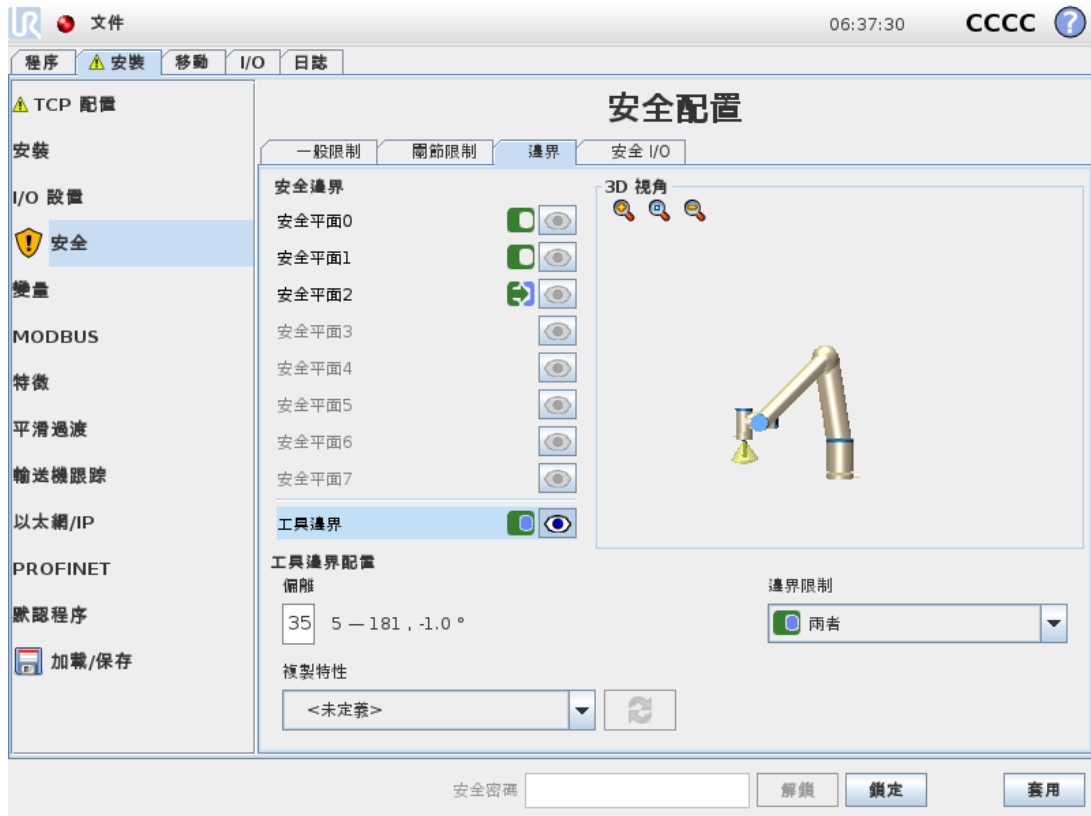 UR 文件 06:37:30 CCCC ?
程序 安裝 移動 I/O 日誌
TCP 配置
安裝
I/O 設置
安全
變量
MODBUS
特徵
平滑過渡
輸送機跟踪
以太網/IP
PROFINET
默認程序
加載/保存
安全配置
一般限制 關節限制 邊界 安全 I/O
安全邊界
安全平面0
安全平面1
安全平面2
安全平面3
安全平面4
安全平面5
安全平面6
安全平面7
工具邊界
3D 視角
工具邊界配置
偏離
35 5 — 181 , -1.0 °
邊界限制
兩者
複製特性
<未定義>
安全密碼 解鎖 鎖定 套用